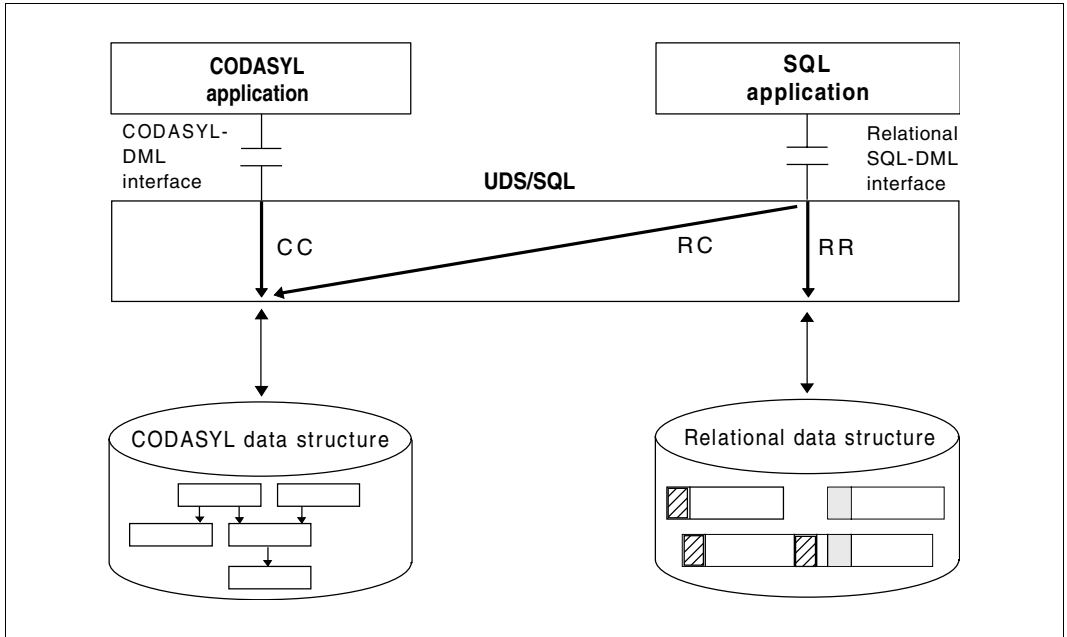 CODASYL
application
SQL
application
CODASYL-
DML
interface
Relational
SQL-DML
interface
UDS/SQL
CC
RC
RR
CODASYL data structure
Relational data structure